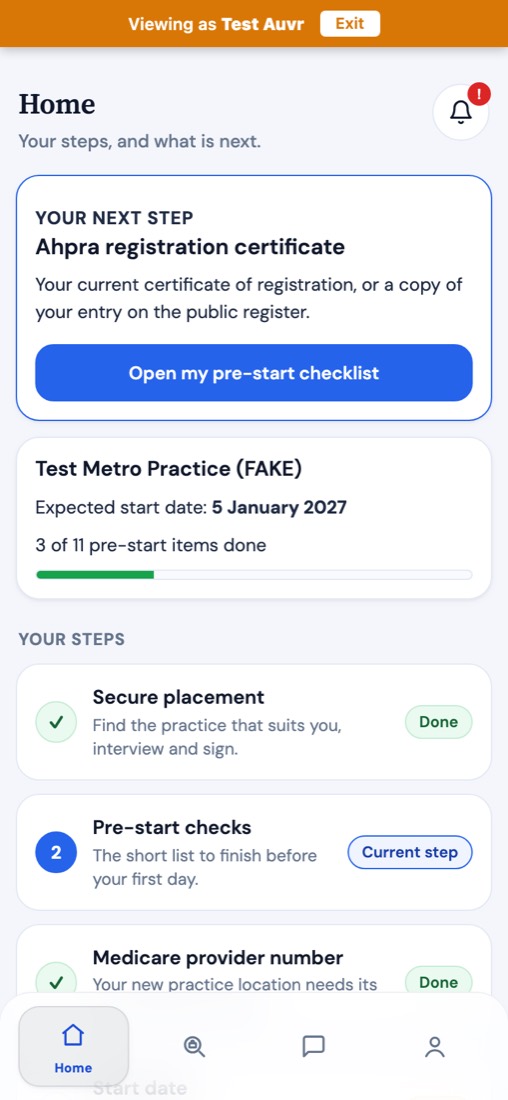 Viewing as Test Auvr Exit
Home
!
Your steps, and what is next.
YOUR NEXT STEP
Ahpra registration certificate
Your current certificate of registration, or a copy of
your entry on the public register.
Open my pre-start checklist
Test Metro Practice (FAKE)
Expected start date: 5 January 2027
3 of 11 pre-start items done
YOUR STEPS
Secure placement
Find the practice that suits you,
interview and sign.
Done
2
Pre-start checks
The short list to finish before
your first day.
Current step
Medicare provider number
Your new practice location needs its
Done
Home
Start date